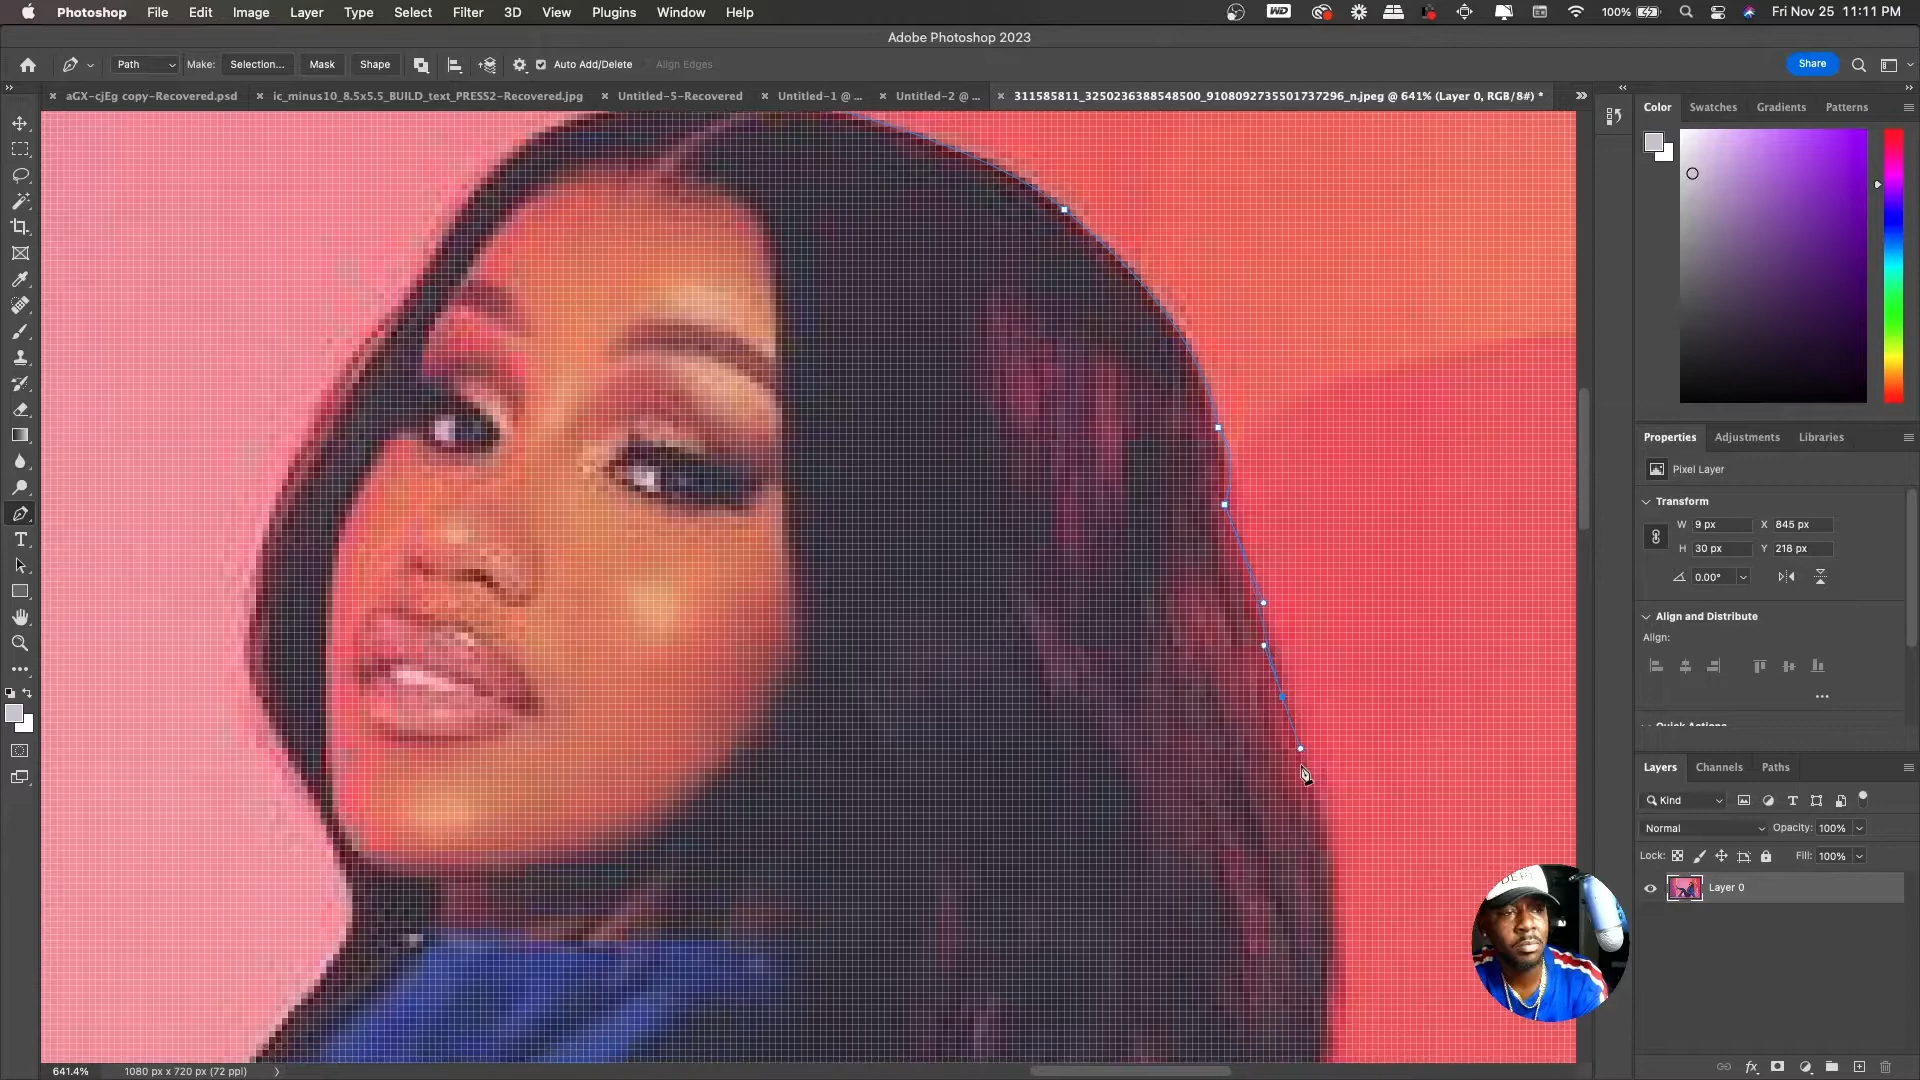 Photoshop File Edit Image Layer Type Select Filter 3D View Plugins Window Help WD 100% Fri Nov 25 11:11 PM
Adobe Photoshop 2023
Path Make: Selection... Mask Shape Auto Add/Delete Align Edges Share
aGX-cjEg copy-Recovered.psd ic_minus10_8.5x5.5_BUILD_text_PRESS2-Recovered.jpg Untitled-5-Recovered Untitled-1 @ ... Untitled-2 @ ... 311585811_3250236388548500_9108092735501737296_n.jpeg @ 641% (Layer 0, RGB/8#) *
Color Swatches Gradients Patterns
Properties Adjustments Libraries
Pixel Layer
Transform
W 9 px X 845 px
H 30 px Y 218 px
0.00°
Align and Distribute
Align:
Quick Actions
Layers Channels Paths
Kind
Normal Opacity: 100%
Lock: Fill: 100%
Layer 0
641.4% 1080 px x 720 px (72 ppi)